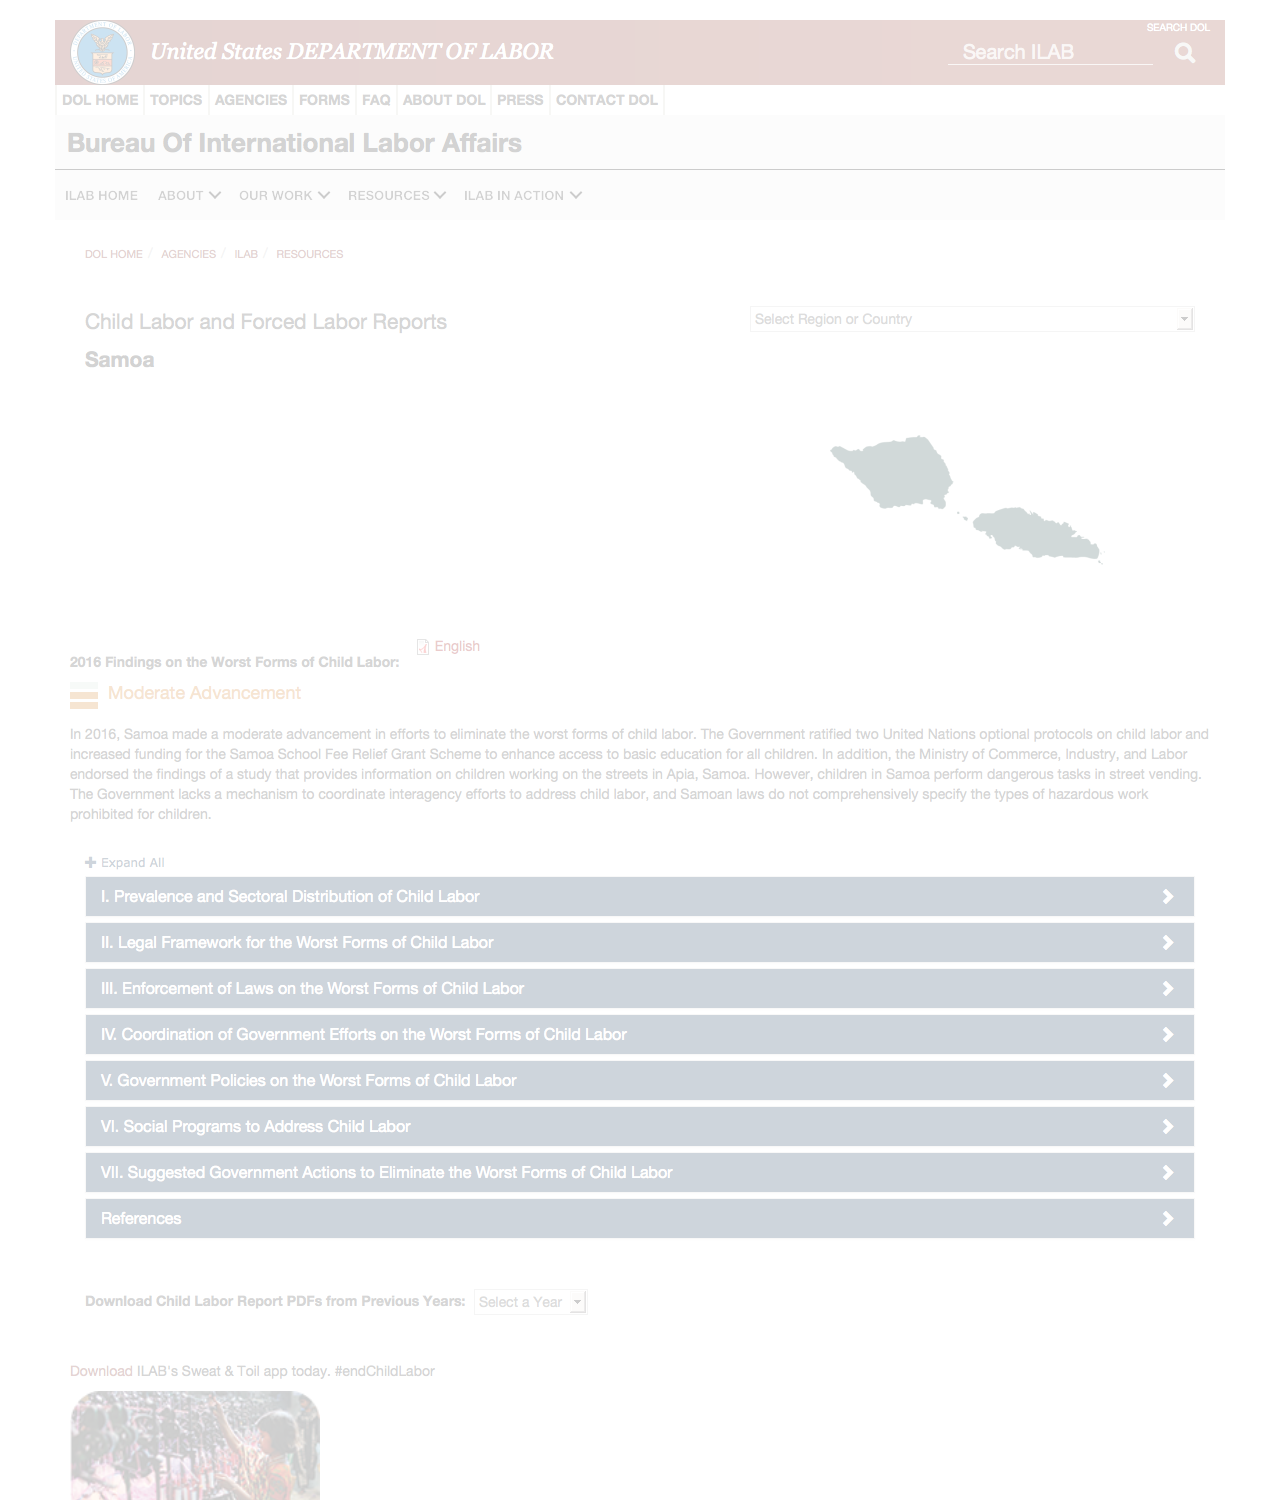 SEARCH DOL
United States DEPARTMENT OF LABOR
Search ILAB
DOL HOME TOPICS AGENCIES FORMS FAQ ABOUT DOL PRESS CONTACT DOL
Bureau Of International Labor Affairs
ILAB HOME ABOUT OUR WORK RESOURCES ILAB IN ACTION
DOL HOME / AGENCIES / ILAB / RESOURCES
Child Labor and Forced Labor Reports
Select Region or Country
Samoa
2016 Findings on the Worst Forms of Child Labor: English
Moderate Advancement
In 2016, Samoa made a moderate advancement in efforts to eliminate the worst forms of child labor. The Government ratified two United Nations optional protocols on child labor and
increased funding for the Samoa School Fee Relief Grant Scheme to enhance access to basic education for all children. In addition, the Ministry of Commerce, Industry, and Labor
endorsed the findings of a study that provides information on children working on the streets in Apia, Samoa. However, children in Samoa perform dangerous tasks in street vending.
The Government lacks a mechanism to coordinate interagency efforts to address child labor, and Samoan laws do not comprehensively specify the types of hazardous work
prohibited for children.
Expand All
I. Prevalence and Sectoral Distribution of Child Labor
II. Legal Framework for the Worst Forms of Child Labor
III. Enforcement of Laws on the Worst Forms of Child Labor
IV. Coordination of Government Efforts on the Worst Forms of Child Labor
V. Government Policies on the Worst Forms of Child Labor
VI. Social Programs to Address Child Labor
VII. Suggested Government Actions to Eliminate the Worst Forms of Child Labor
References
Download Child Labor Report PDFs from Previous Years: Select a Year
Download ILAB's Sweat & Toil app today. #endChildLabor